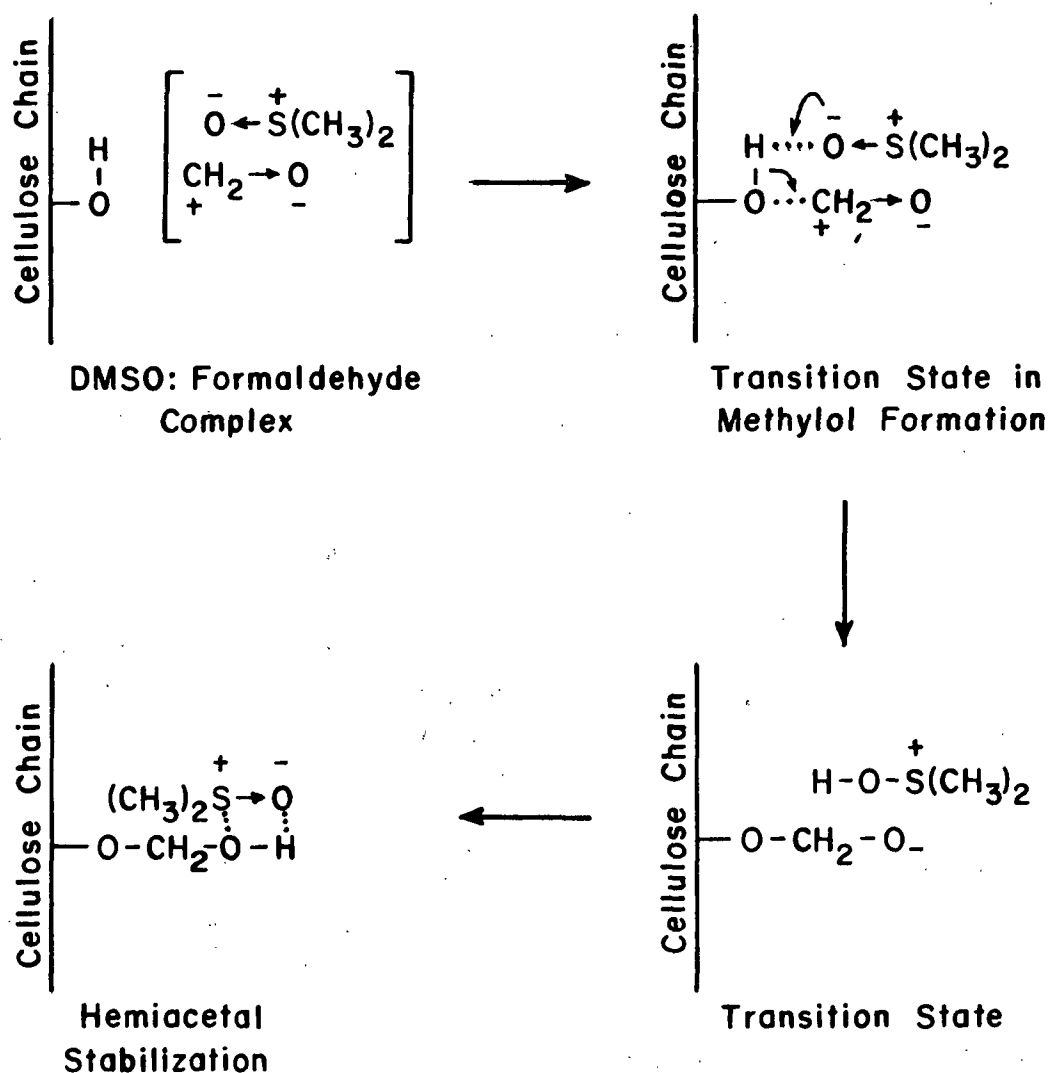 Cellulose Chain
H
O
- +
O←S(CH3)2
CH2→O
+ -
DMSO: Formaldehyde
Complex
Cellulose Chain
- +
H·····O←S(CH3)2
O···CH2→O
+ -
Transition State in
Methylol Formation
Cellulose Chain
+ -
(CH3)2S→O
O-CH2-O-H
Hemiacetal
Stabilization
Cellulose Chain
+
H-O-S(CH3)2
O-CH2-O-
Transition State